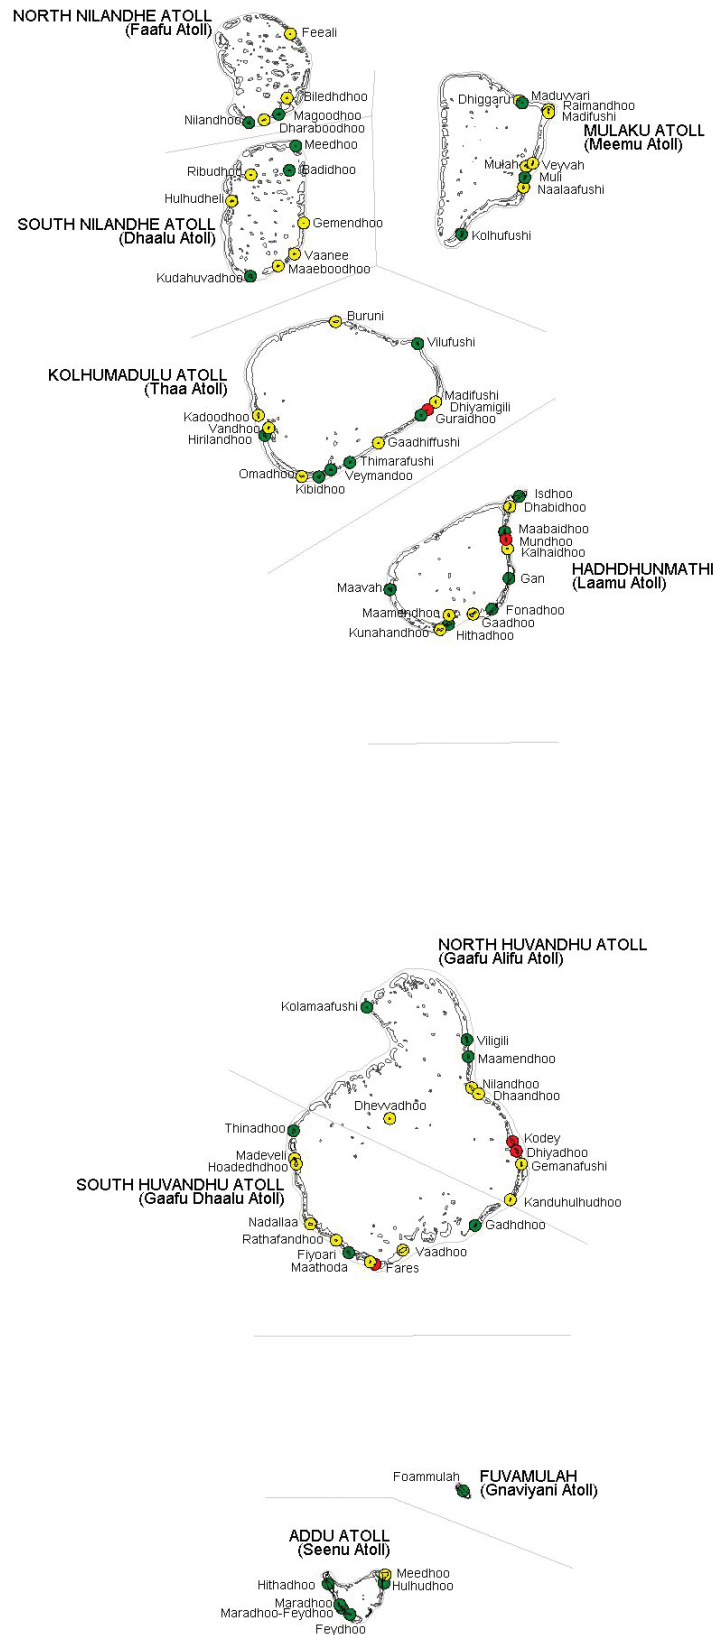 NORTH NILANDHE ATOLL
(Faafu Atoll)
Feeali
Biledhdhoo
Nilandhoo
Magoodhoo
Dharaboodhoo
Dhiggaru
Maduvvari
Raimandhoo
Madifushi
MULAKU ATOLL
(Meemu Atoll)
Mulah
Veyvah
Muli
Naalaafushi
Kolhufushi
Meedhoo
Ribudhoo
Badidhoo
Hulhudheli
SOUTH NILANDHE ATOLL
(Dhaalu Atoll)
Gemendhoo
Vaanee
Maaeboodhoo
Kudahuvadhoo
Buruni
Vilufushi
KOLHUMADULU ATOLL
(Thaa Atoll)
Madifushi
Dhiyamigili
Guraidhoo
Kadoodhoo
Vandhoo
Hirilandhoo
Gaadhiffushi
Thimarafushi
Omadhoo
Veymandoo
Kibidhoo
Isdhoo
Dhabidhoo
Maabaidhoo
Mundhoo
Kalhaidhoo
HADHDHUNMATHI
(Laamu Atoll)
Gan
Maavah
Maamendhoo
Fonadhoo
Gaadhoo
Kunahandhoo
Hithadhoo
NORTH HUVANDHU ATOLL
(Gaafu Alifu Atoll)
Kolamaafushi
Viligili
Maamendhoo
Nilandhoo
Dhaandhoo
Dhevvadhoo
Thinadhoo
Kodey
Dhiyadhoo
Gemanafushi
Madeveli
Hoadedhdhoo
SOUTH HUVANDHU ATOLL
(Gaafu Dhaalu Atoll)
Kanduhulhudhoo
Gadhdhoo
Nadallaa
Rathafandhoo
Fiyoari
Maathoda
Vaadhoo
Fares
Foammulah
FUVAMULAH
(Gnaviyani Atoll)
ADDU ATOLL
(Seenu Atoll)
Meedhoo
Hithadhoo
Hulhudhoo
Maradhoo
Maradhoo-Feydhoo
Feydhoo